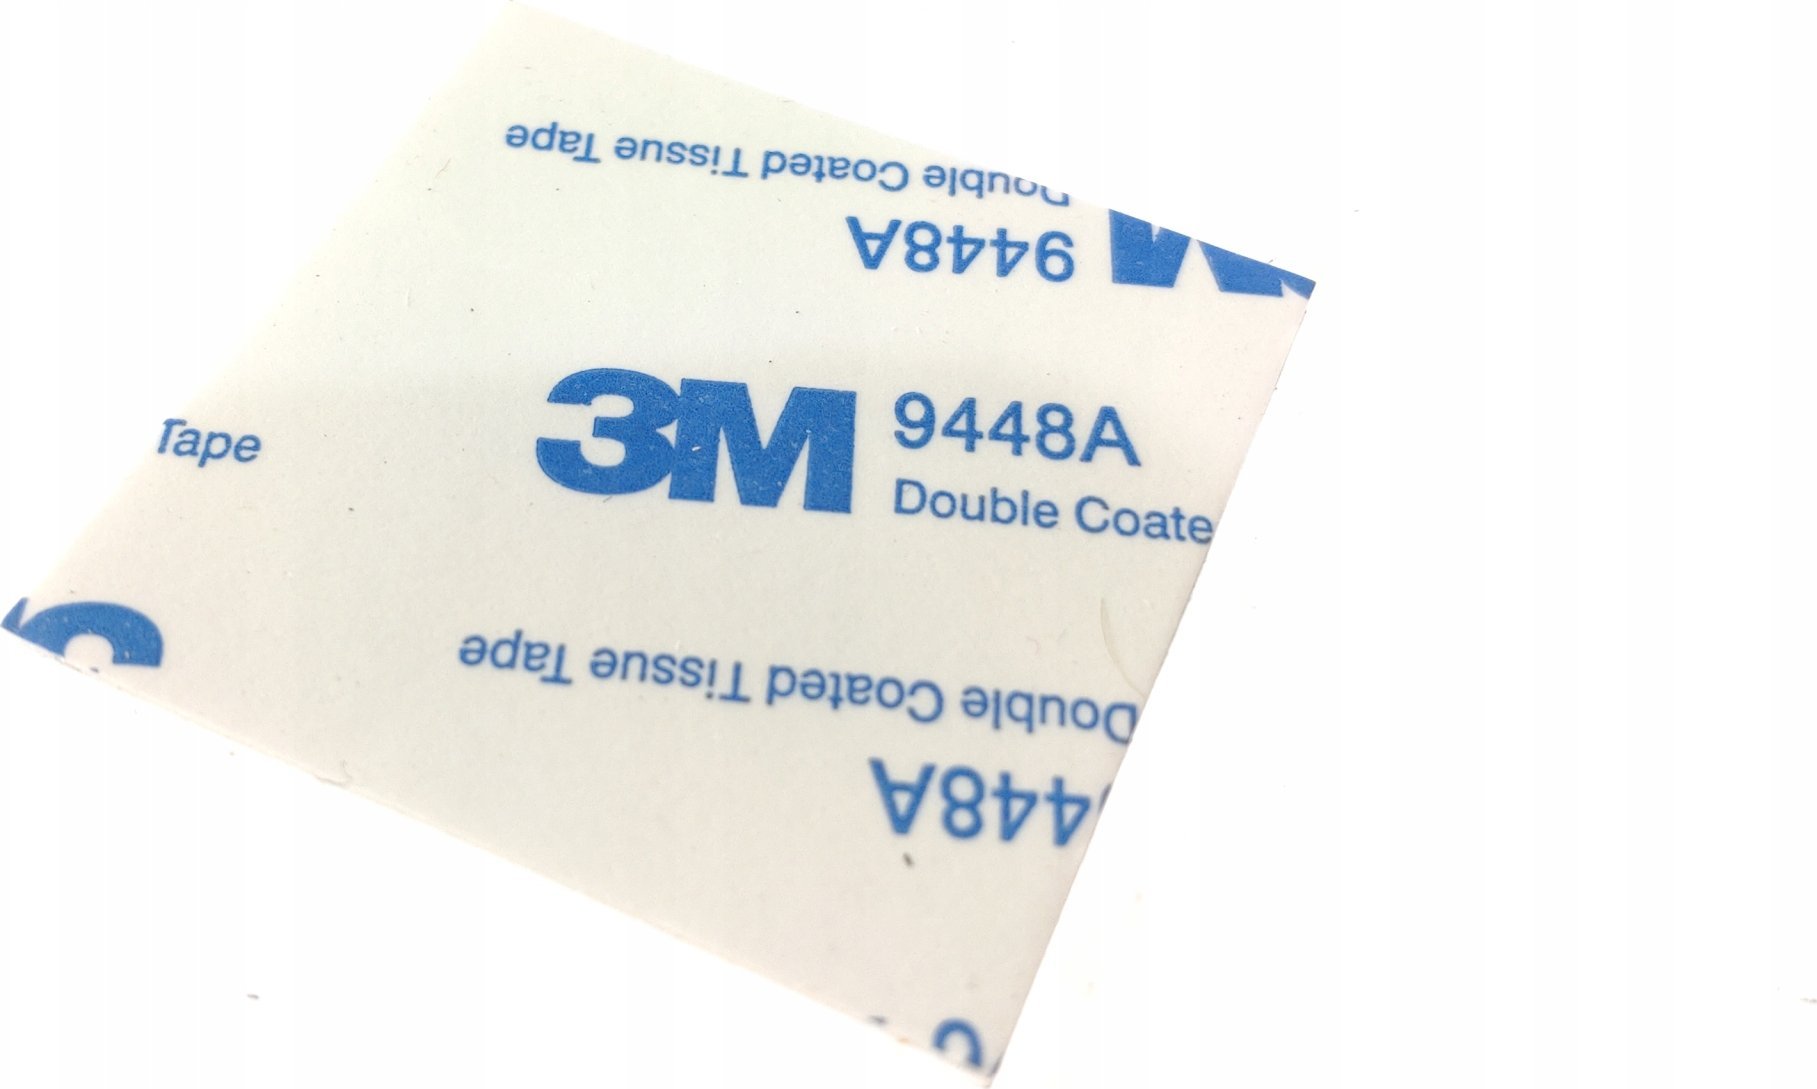 Double Coated Tissue Tape
9448A
3M 9448A
Double Coate
Tape
Double Coated Tissue Tape
448A